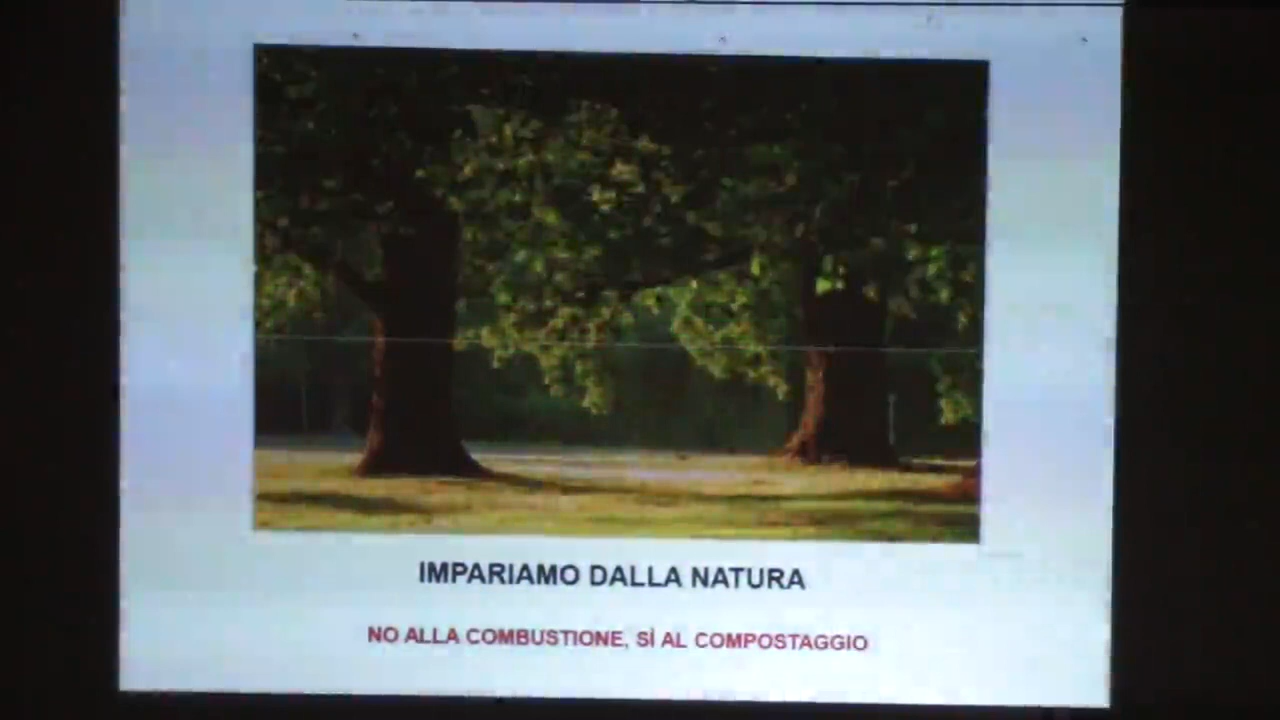 IMPARIAMO DALLA NATURA
NO ALLA COMBUSTIONE, SÌ AL COMPOSTAGGIO